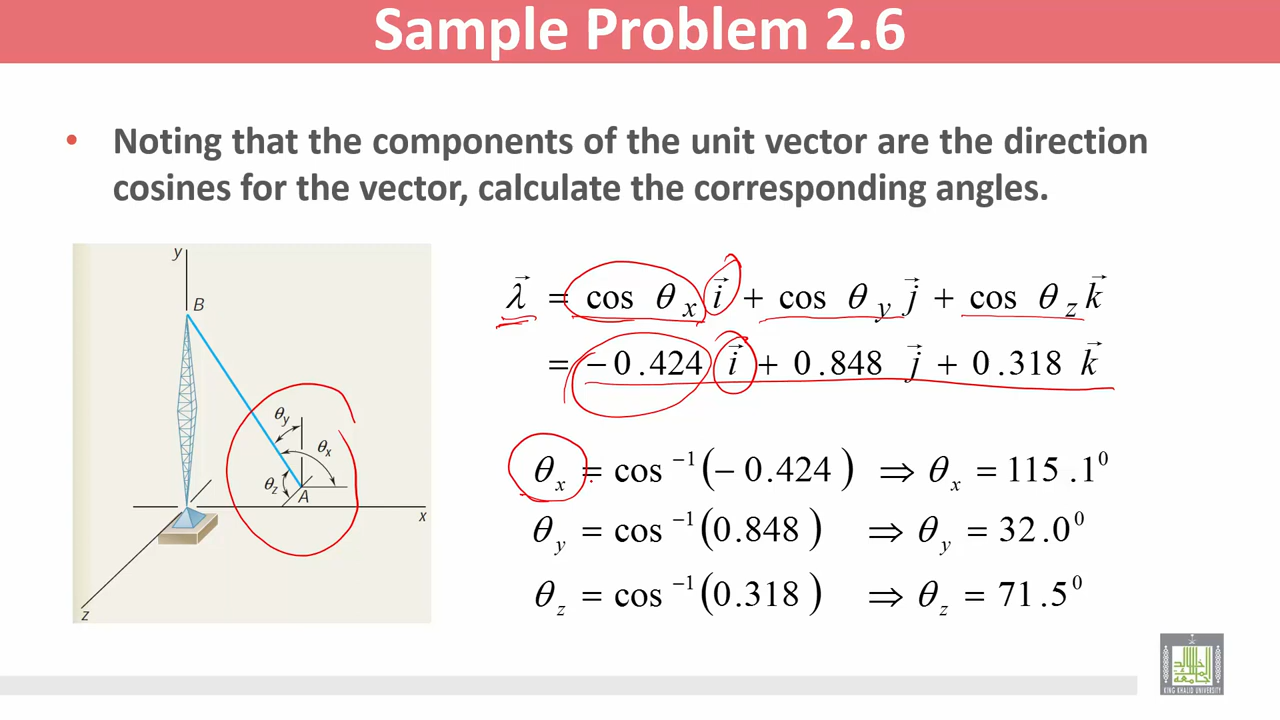 Sample Problem 2.6
• Noting that the components of the unit vector are the direction
cosines for the vector, calculate the corresponding angles.
y
B
θy
θx
θz
A
x
z
λ⃗ = cos θx i⃗ + cos θy j⃗ + cos θz k⃗
= −0.424 i⃗ + 0.848 j⃗ + 0.318 k⃗
θx = cos⁻¹(−0.424) ⇒ θx = 115.1⁰
θy = cos⁻¹(0.848) ⇒ θy = 32.0⁰
θz = cos⁻¹(0.318) ⇒ θz = 71.5⁰
KING KHALID UNIVERSITY